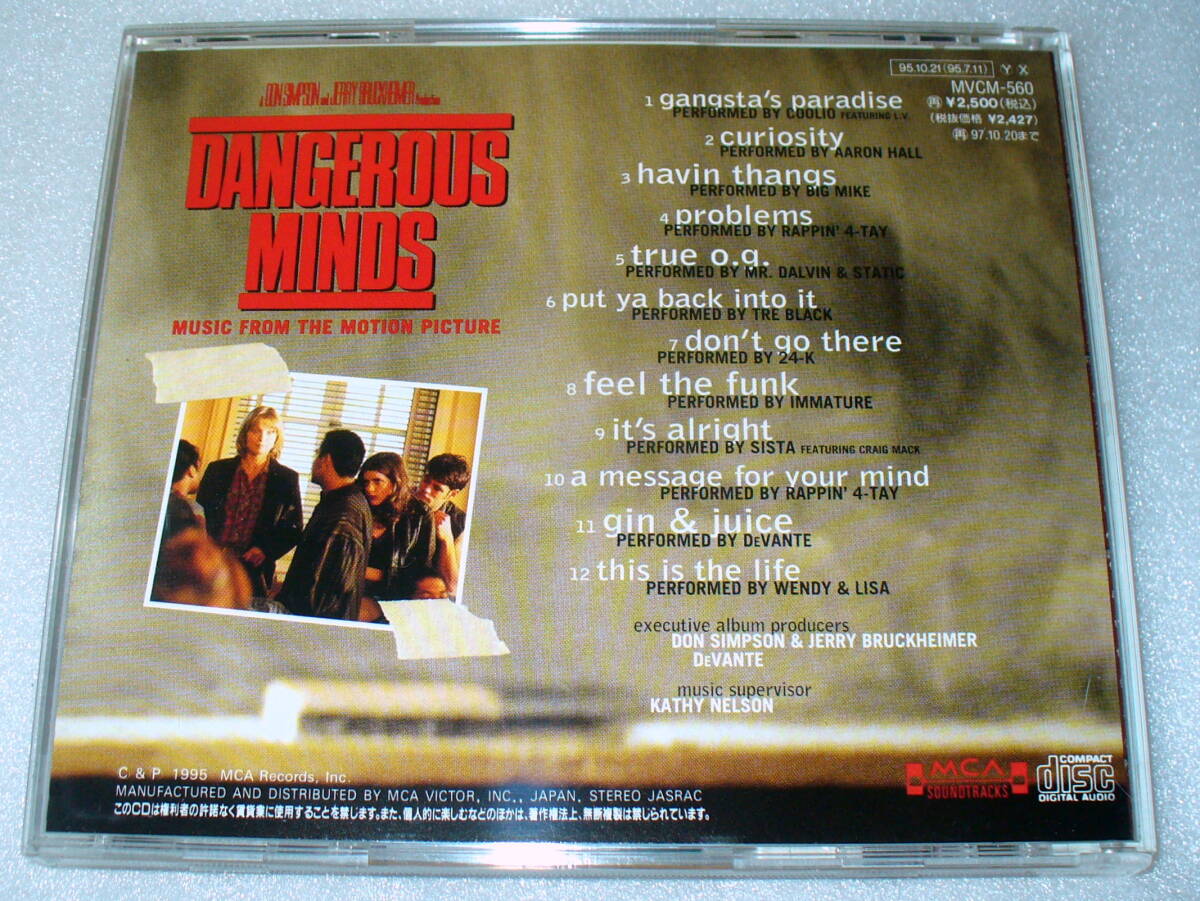 A DON SIMPSON and JERRY BRUCKHEIMER Production
DANGEROUS
MINDS
MUSIC FROM THE MOTION PICTURE
95.10.21 (95.7.11) Y X
MVCM-560
再 ¥2,500(税込)
(税抜価格 ¥2,427)
再 97.10.20まで
1 gangsta's paradise
PERFORMED BY COOLIO FEATURING L.V.
2 curiosity
PERFORMED BY AARON HALL
3 havin thangs
PERFORMED BY BIG MIKE
4 problems
PERFORMED BY RAPPIN' 4-TAY
5 true o.g.
PERFORMED BY MR. DALVIN & STATIC
6 put ya back into it
PERFORMED BY TRE BLACK
7 don't go there
PERFORMED BY 24-K
8 feel the funk
PERFORMED BY IMMATURE
9 it's alright
PERFORMED BY SISTA FEATURING CRAIG MACK
10 a message for your mind
PERFORMED BY RAPPIN' 4-TAY
11 gin & juice
PERFORMED BY DEVANTE
12 this is the life
PERFORMED BY WENDY & LISA
executive album producers
DON SIMPSON & JERRY BRUCKHEIMER
DEVANTE
music supervisor
KATHY NELSON
C & P 1995 MCA Records, Inc.
MANUFACTURED AND DISTRIBUTED BY MCA VICTOR, INC., JAPAN, STEREO JASRAC
このCDは権利者の許諾なく賃貸業に使用することを禁じます。また、個人的に楽しむなどのほかは、著作権法上、無断複製は禁じられています。
MCA
SOUNDTRACKS
COMPACT
disc
DIGITAL AUDIO